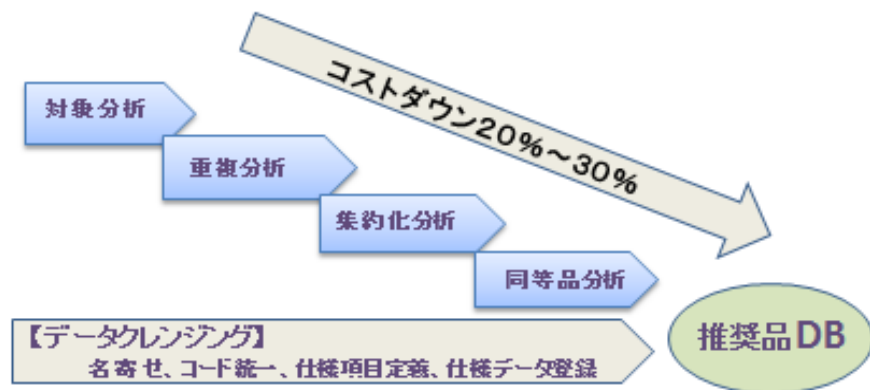 コストダウン20%～30%
対象分析
重複分析
集約化分析
同等品分析
【データクレンジング】
名寄せ、コード統一、仕様項目定義、仕様データ登録
推奨品DB